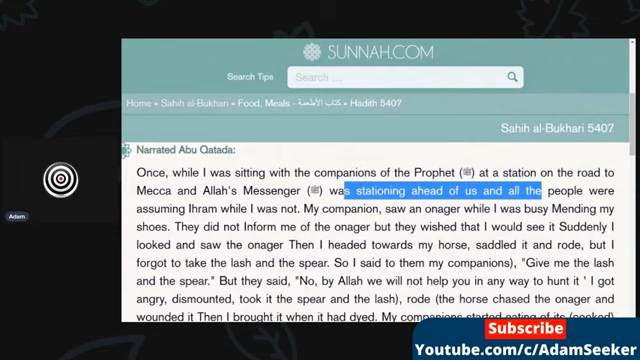 SUNNAH.COM
Search Tips
Search ...
Home » Sahih al-Bukhari » Food, Meals - كتاب الأطعمة » Hadith 5407
Sahih al-Bukhari 5407
Narrated Abu Qatada:
Once, while I was sitting with the companions of the Prophet (ﷺ) at a station on the road to
Mecca and Allah's Messenger (ﷺ) was stationing ahead of us and all the people were
assuming Ihram while I was not. My companion, saw an onager while I was busy Mending my
shoes. They did not Inform me of the onager but they wished that I would see it Suddenly I
looked and saw the onager Then I headed towards my horse, saddled it and rode, but I
forgot to take the lash and the spear. So I said to them my companions), "Give me the lash
and the spear." But they said, "No, by Allah we will not help you in any way to hunt it ' I got
angry, dismounted, took it the spear and the lash), rode (the horse chased the onager and
wounded it Then I brought it when it had dyed. My companions started eating of its (cooked)
Adam
Subscribe
Youtube.com/c/AdamSeeker